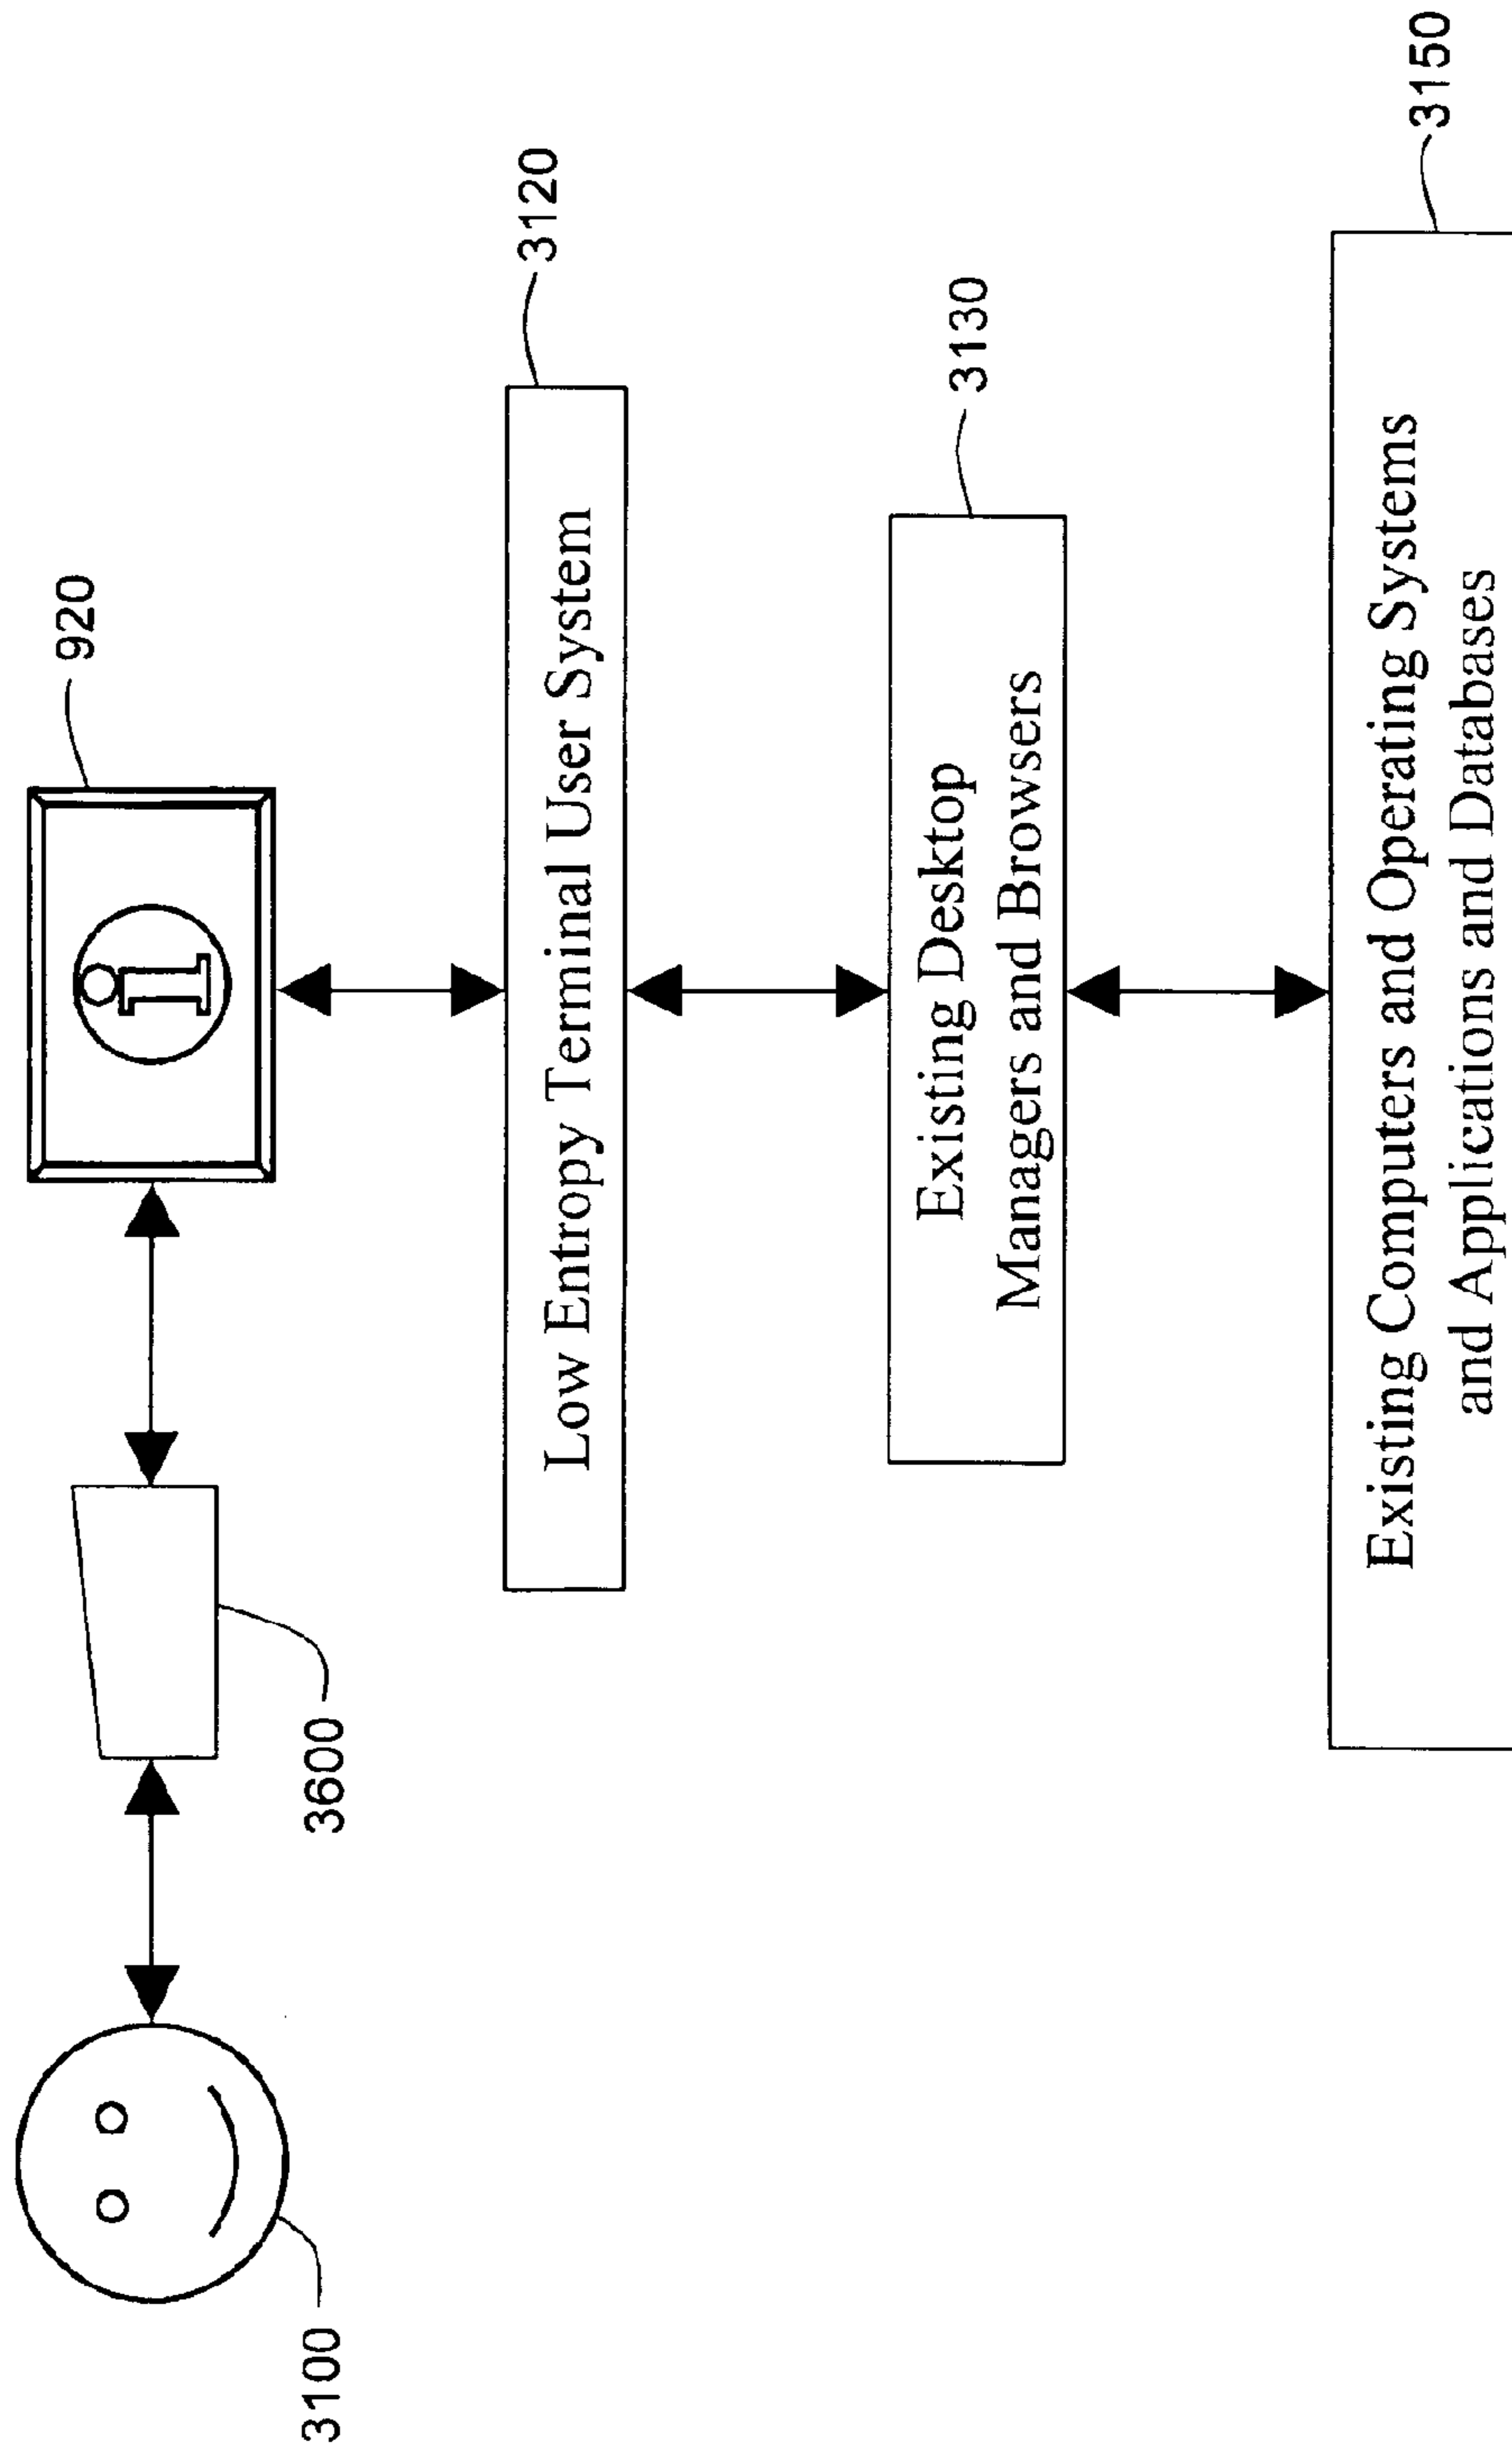 920
i
3600
3100
3120
Low Entropy Terminal User System
3130
Existing Desktop
Managers and Browsers
3150
Existing Computers and Operating Systems
and Applications and Databases